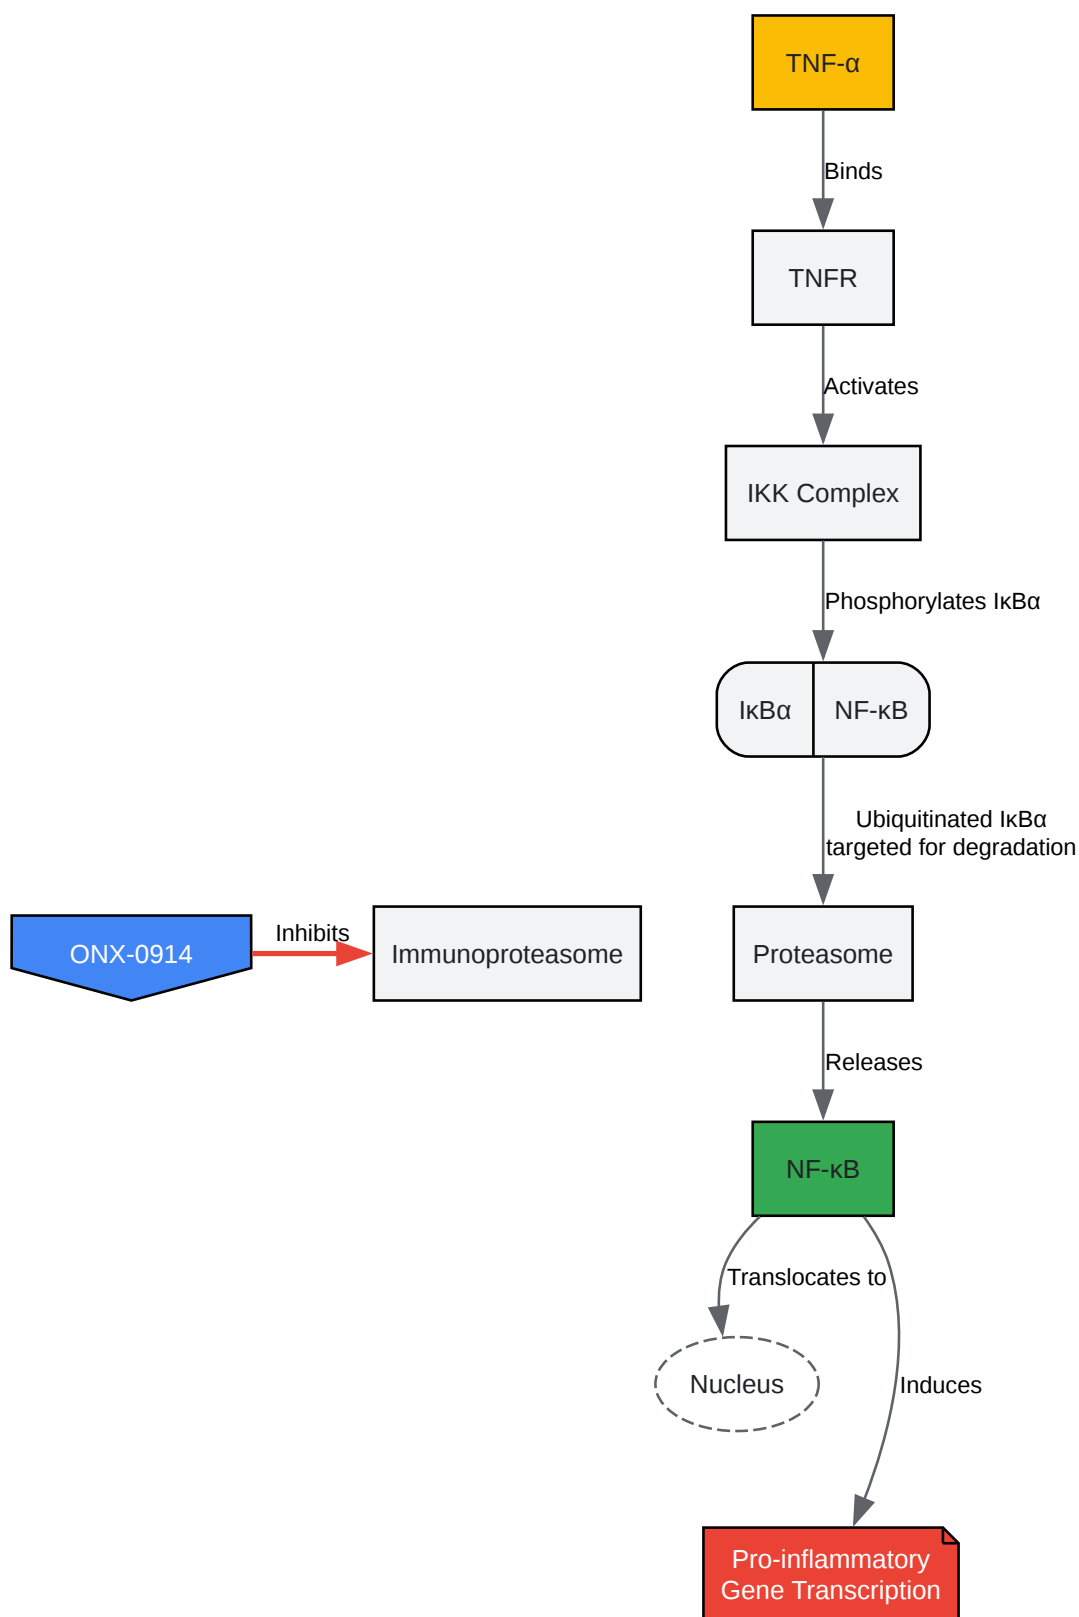 TNF-α
Binds
TNFR
Activates
IKK Complex
Phosphorylates IκBα
IκBα
NF-κB
Ubiquitinated IκBα
targeted for degradation
ONX-0914
Inhibits
Immunoproteasome
Proteasome
Releases
NF-κB
Translocates to
Nucleus
Induces
Pro-inflammatory
Gene Transcription